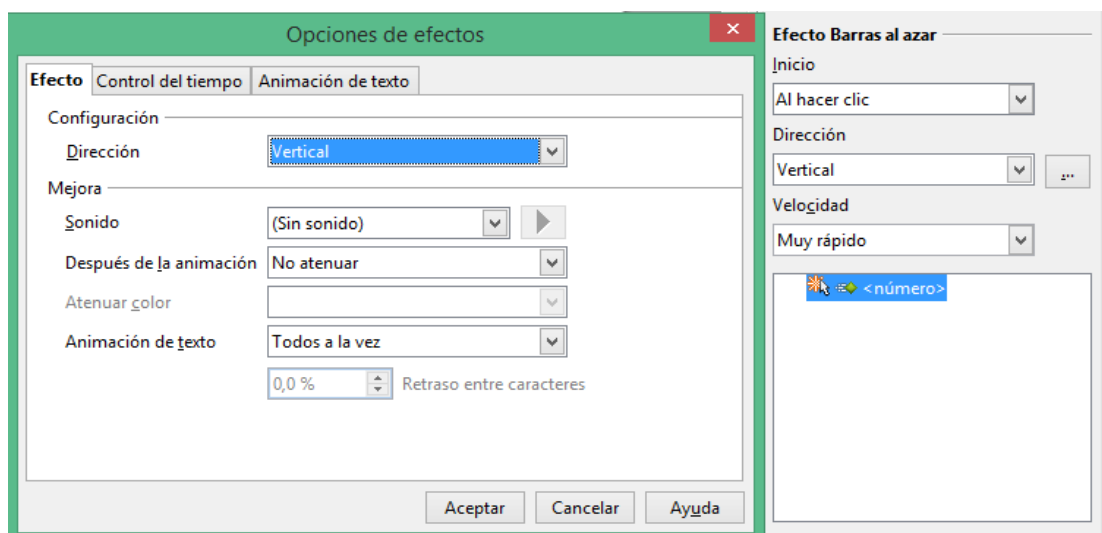 Opciones de efectos
Efecto Control del tiempo Animación de texto
Configuración
Dirección Vertical
Mejora
Sonido (Sin sonido)
Después de la animación No atenuar
Atenuar color
Animación de texto Todos a la vez
0,0 % Retraso entre caracteres
Aceptar Cancelar Ayuda
Efecto Barras al azar
Inicio
Al hacer clic
Dirección
Vertical ...
Velocidad
Muy rápido
<número>